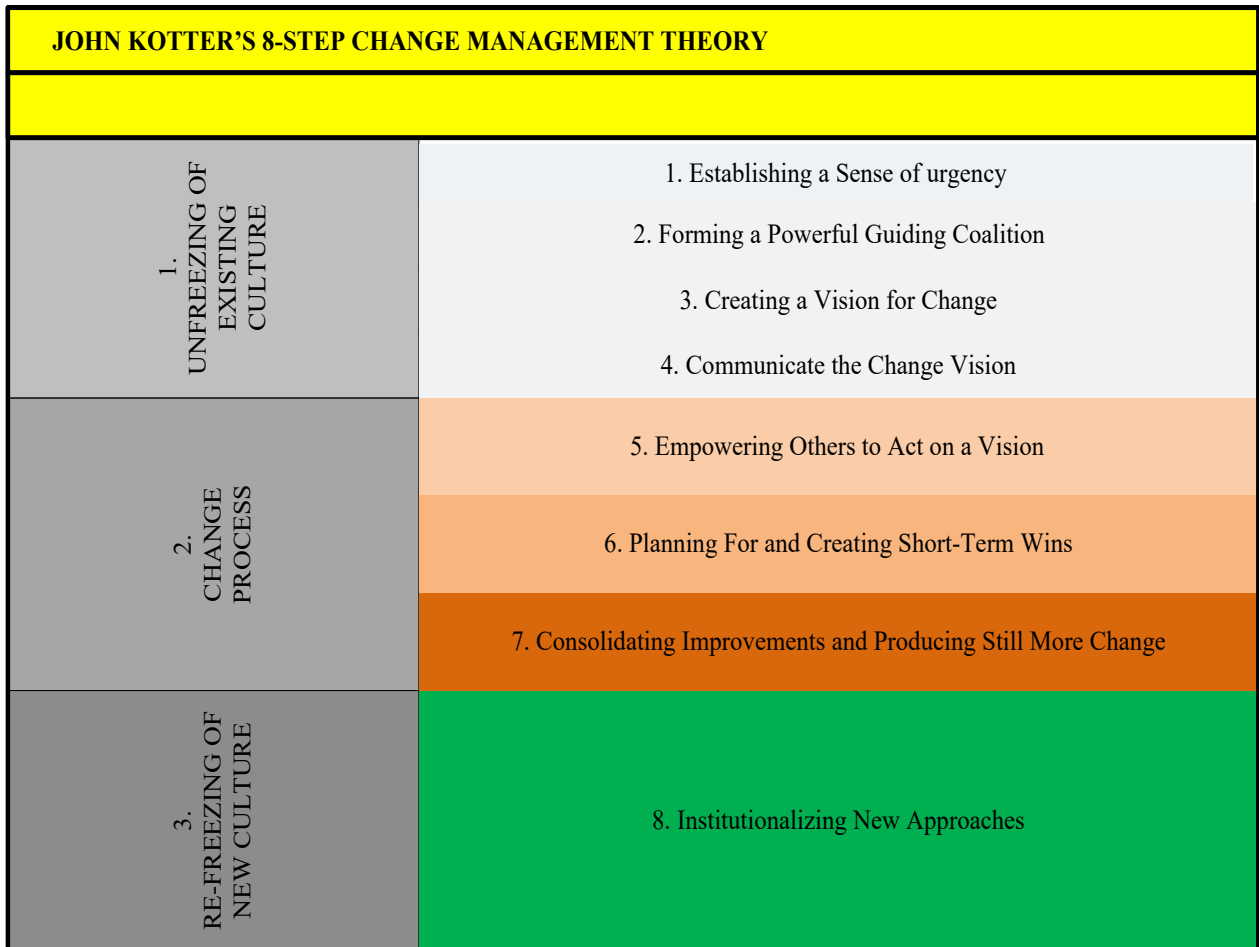 JOHN KOTTER’S 8-STEP CHANGE MANAGEMENT THEORY
1.
UNFREEZING OF
EXISTING
CULTURE
1. Establishing a Sense of urgency
2. Forming a Powerful Guiding Coalition
3. Creating a Vision for Change
4. Communicate the Change Vision
2.
CHANGE
PROCESS
5. Empowering Others to Act on a Vision
6. Planning For and Creating Short-Term Wins
7. Consolidating Improvements and Producing Still More Change
3.
RE-FREEZING OF
NEW CULTURE
8. Institutionalizing New Approaches